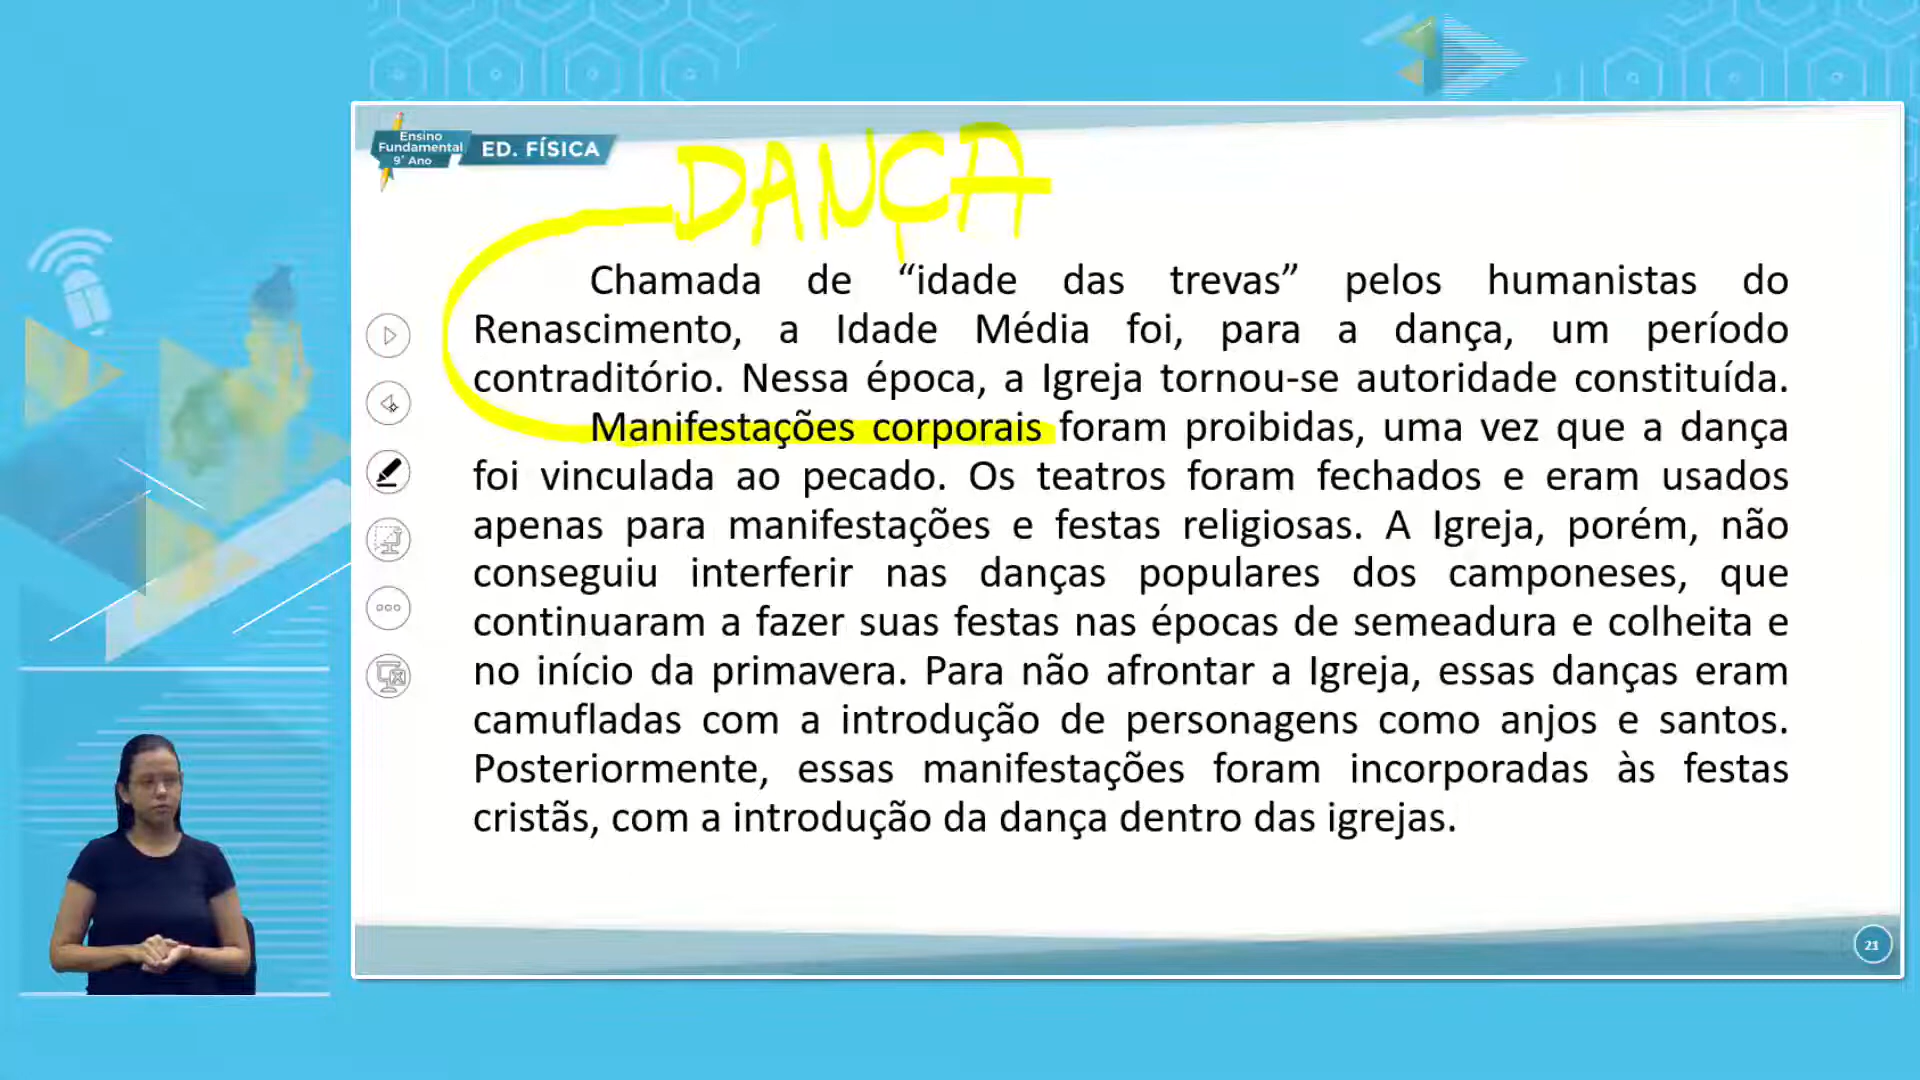 Ensino
Fundamental
9° Ano
ED. FÍSICA
DANÇA
Chamada de “idade das trevas” pelos humanistas do
Renascimento, a Idade Média foi, para a dança, um período
contraditório. Nessa época, a Igreja tornou-se autoridade constituída.
Manifestações corporais foram proibidas, uma vez que a dança
foi vinculada ao pecado. Os teatros foram fechados e eram usados
apenas para manifestações e festas religiosas. A Igreja, porém, não
conseguiu interferir nas danças populares dos camponeses, que
continuaram a fazer suas festas nas épocas de semeadura e colheita e
no início da primavera. Para não afrontar a Igreja, essas danças eram
camufladas com a introdução de personagens como anjos e santos.
Posteriormente, essas manifestações foram incorporadas às festas
cristãs, com a introdução da dança dentro das igrejas.
21